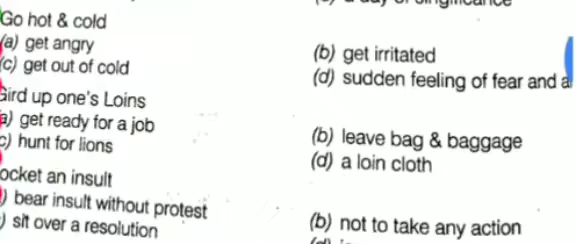 Go hot & cold
(a) get angry
(b) get irritated
(c) get out of cold
(d) sudden feeling of fear and a
Gird up one's Loins
a) get ready for a job
(b) leave bag & baggage
c) hunt for lions
(d) a loin cloth
ocket an insult
) bear insult without protest
(b) not to take any action
) sit over a resolution